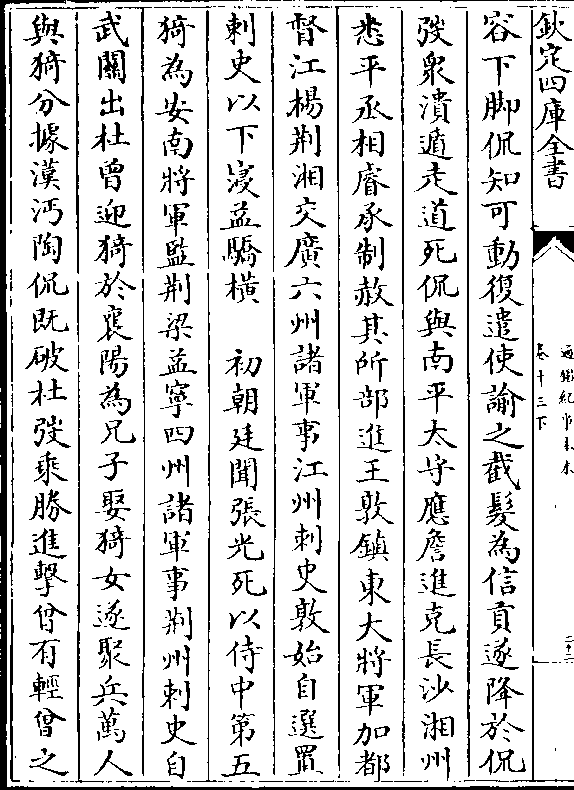 欽定四庫全書
通鑑紀事本末
卷十三下
二十二
容下脚侃知可動復遣使諭之截髮為信貢遂降於侃
弢衆潰遁走道死侃與南平太守應詹進克長沙湘州
悉平丞相睿承制赦其所部進王敦鎮東大將軍加都
督江楊荆湘交廣六州諸軍事江州刺史敦始自選置
刺史以下寖益驕橫　初朝廷聞張光死以侍中第五
猗為安南將軍監荆梁益寧四州諸軍事荆州刺史自
武關出杜曾迎猗於襄陽為兄子娶猗女遂聚兵萬人
與猗分據漢沔陶侃既破杜弢乘勝進擊曾有輕曾之